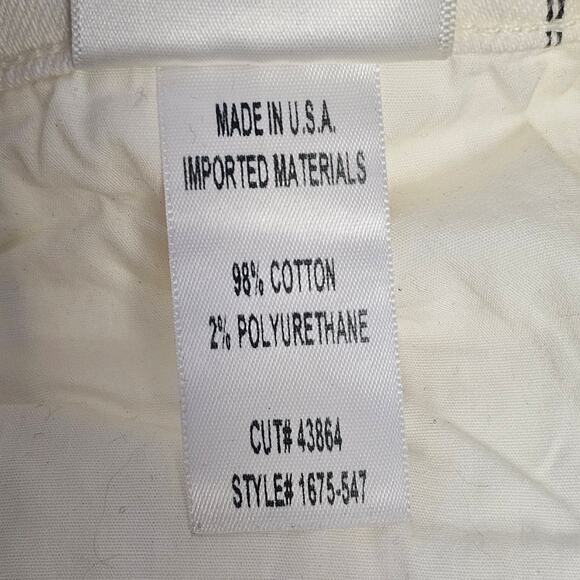 MADE IN U.S.A.
IMPORTED MATERIALS
98% COTTON
2% POLYURETHANE
CUT# 43864
STYLE# 1675-547